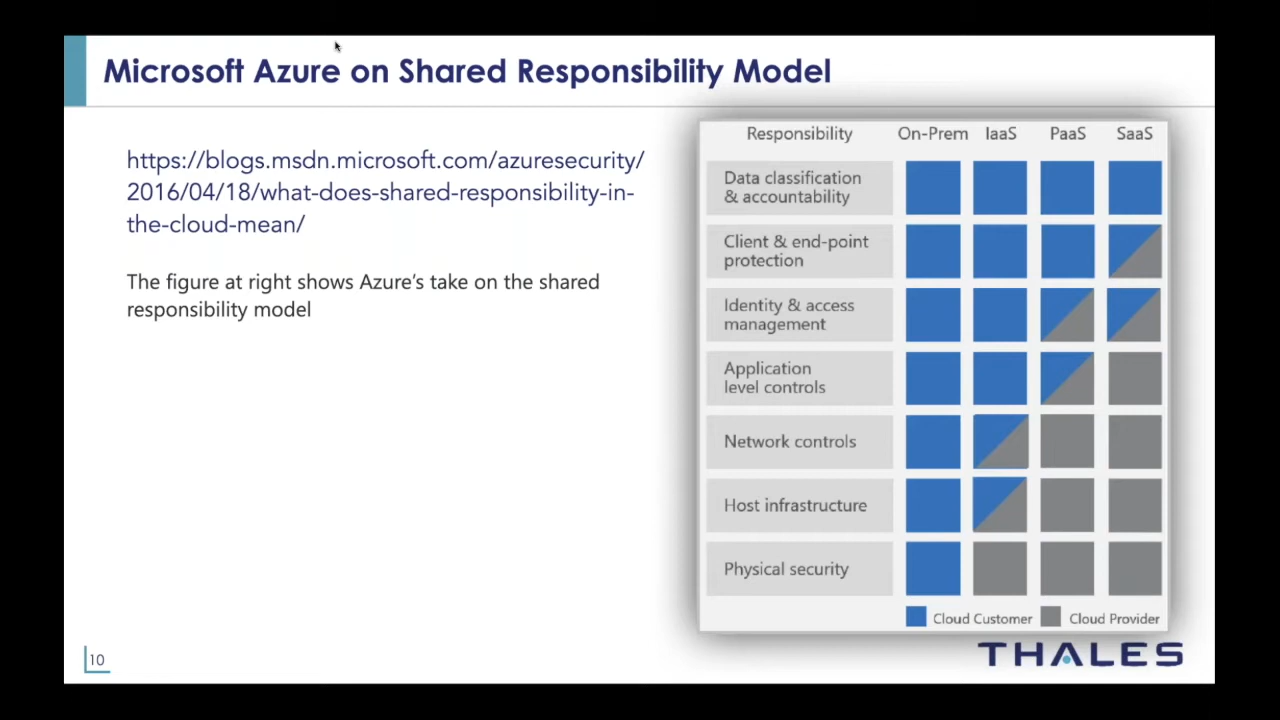 Microsoft Azure on Shared Responsibility Model
https://blogs.msdn.microsoft.com/azuresecurity/
2016/04/18/what-does-shared-responsibility-in-
the-cloud-mean/
The figure at right shows Azure's take on the shared
responsibility model
Responsibility On-Prem IaaS PaaS SaaS
Data classification
& accountability
Client & end-point
protection
Identity & access
management
Application
level controls
Network controls
Host infrastructure
Physical security
Cloud Customer Cloud Provider
10
THALES